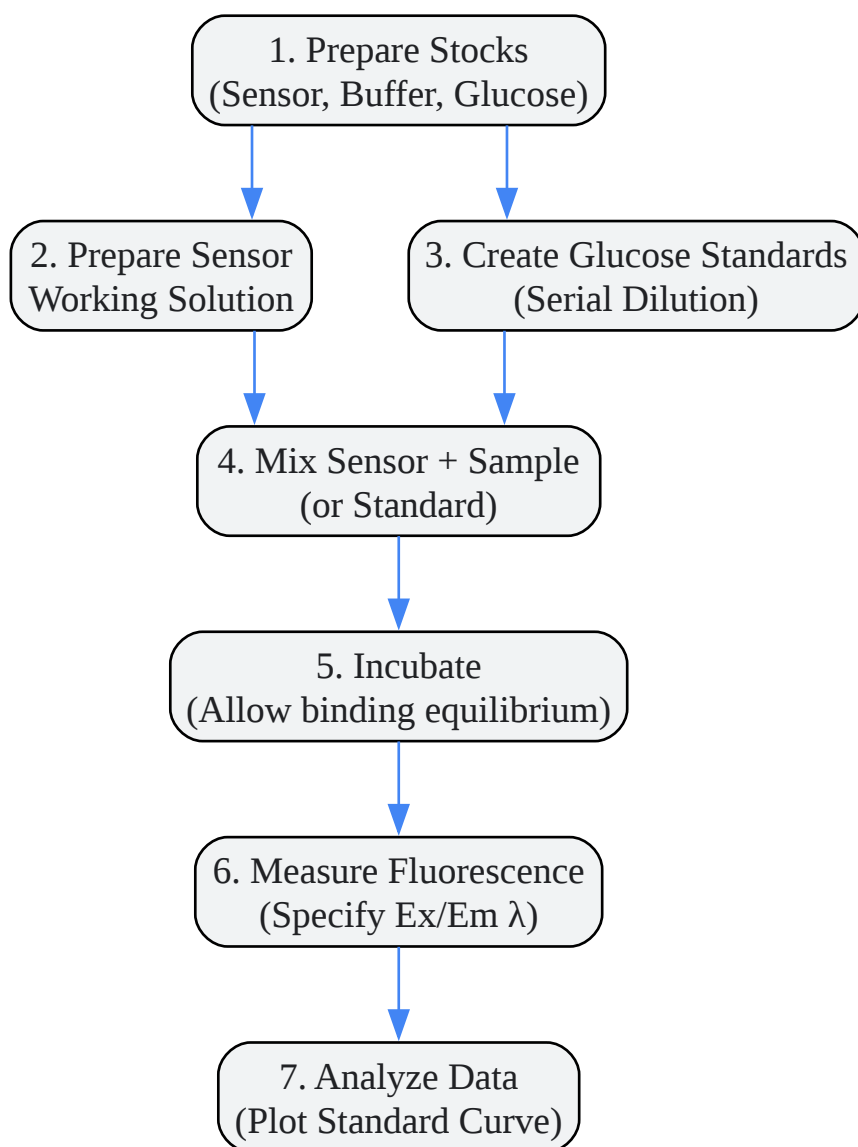 1. Prepare Stocks
(Sensor, Buffer, Glucose)
2. Prepare Sensor
Working Solution
3. Create Glucose Standards
(Serial Dilution)
4. Mix Sensor + Sample
(or Standard)
5. Incubate
(Allow binding equilibrium)
6. Measure Fluorescence
(Specify Ex/Em λ)
7. Analyze Data
(Plot Standard Curve)